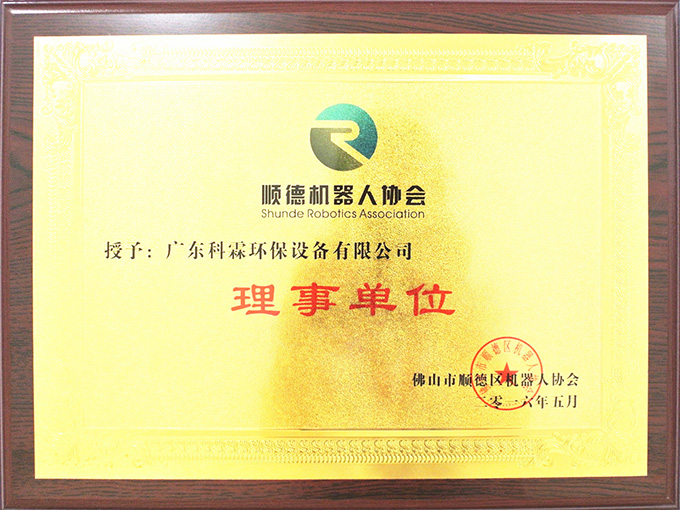 顺德机器人协会
Shunde Robotics Association
授予：广东科霖环保设备有限公司
理事单位
佛山市顺德区机器人协会
二零一六年五月